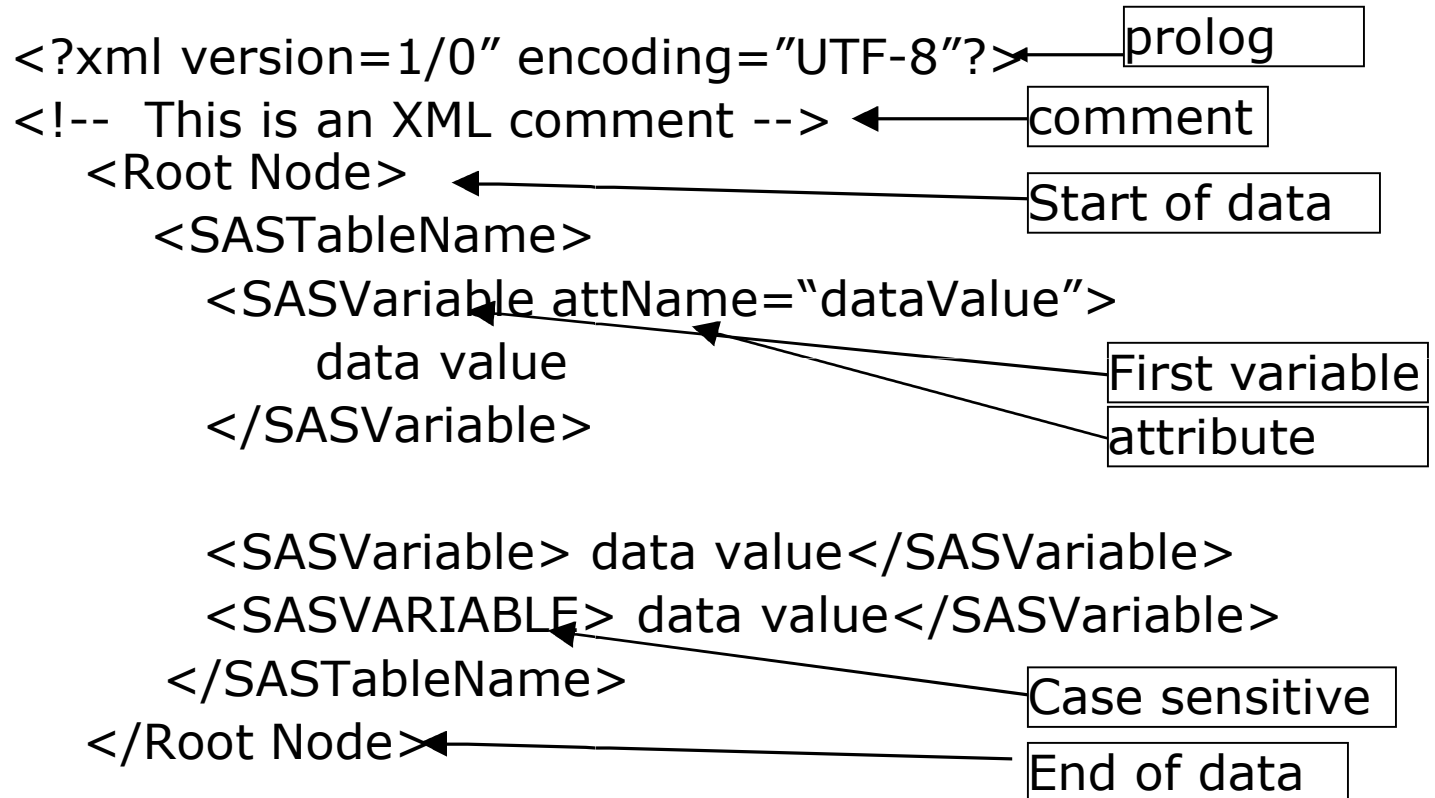 <?xml version=1/0” encoding=”UTF-8”?>
prolog
<!-- This is an XML comment -->
comment
<Root Node>
Start of data
<SASTableName>
<SASVariable attName=“dataValue”>
data value
First variable
</SASVariable>
attribute
<SASVariable> data value</SASVariable>
<SASVARIABLE> data value</SASVariable>
</SASTableName>
Case sensitive
</Root Node>
End of data